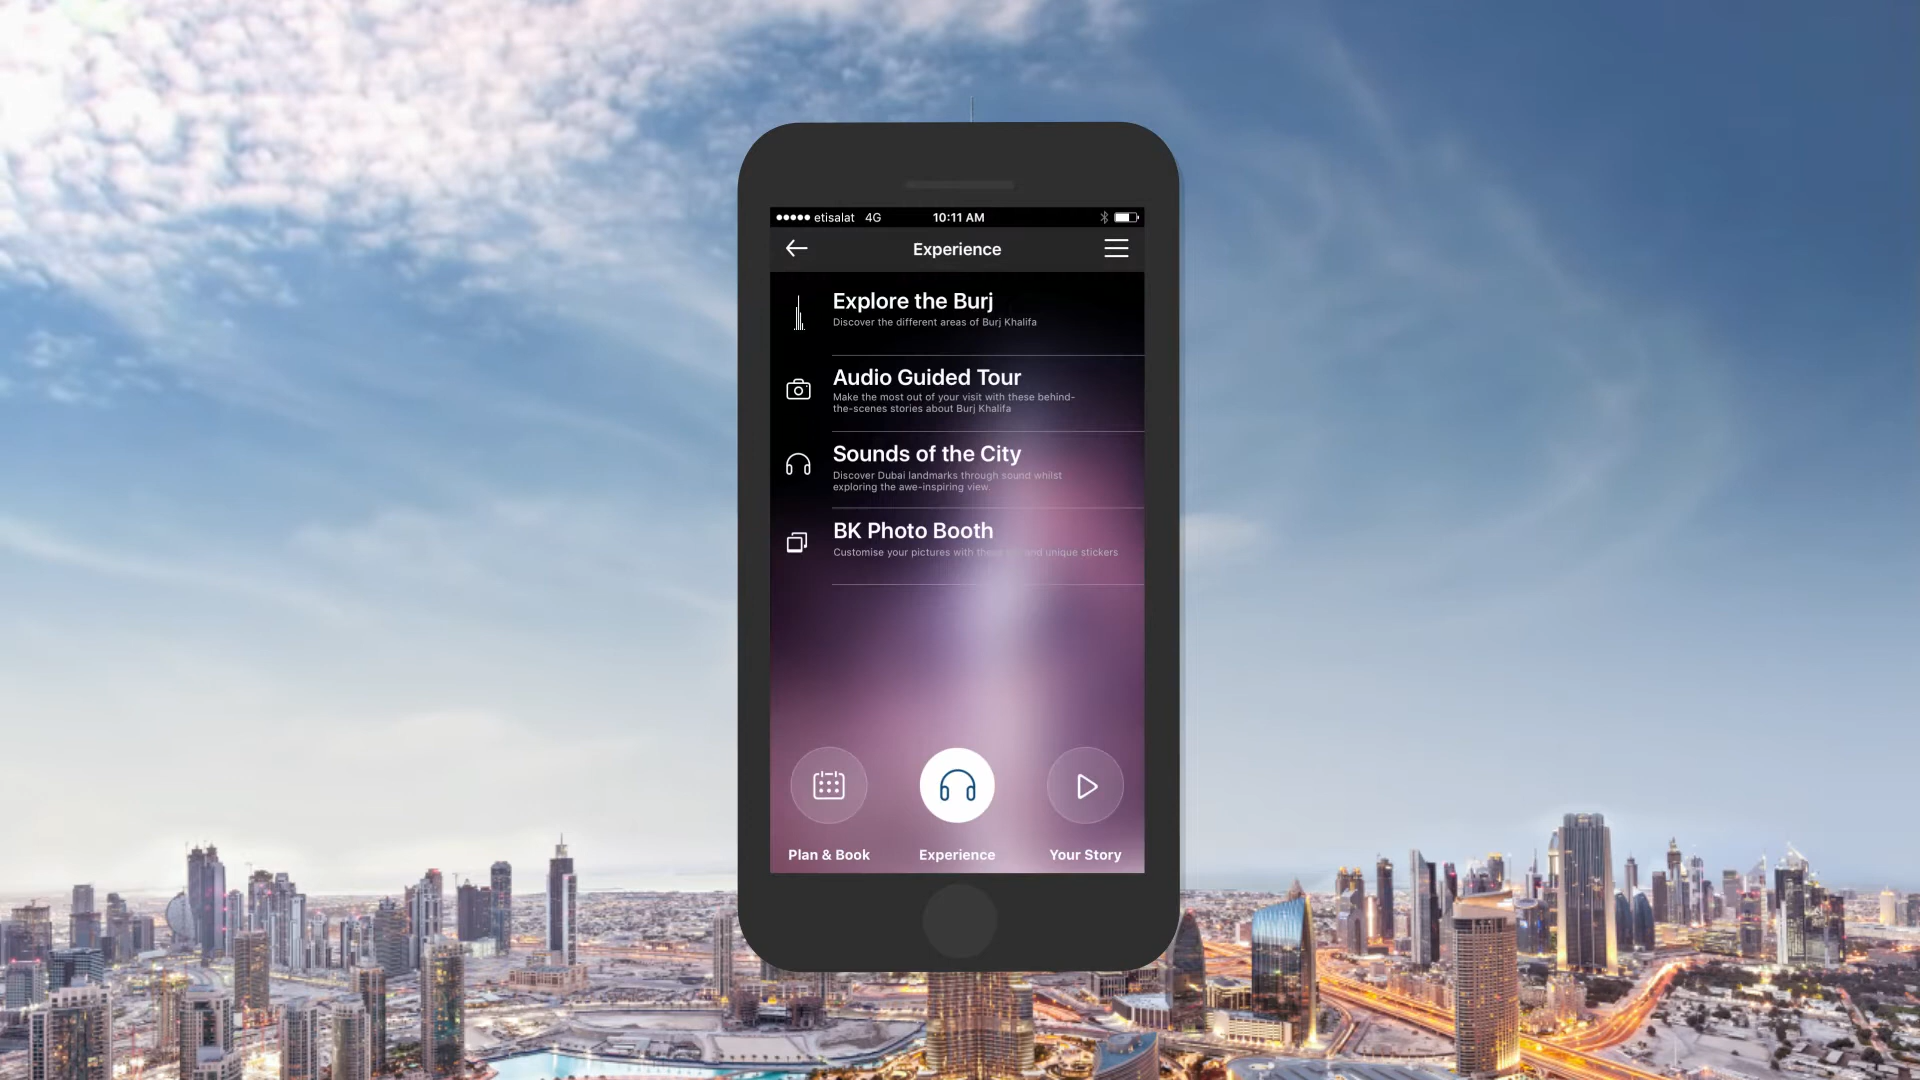 etisalat 4G 10:11 AM
Experience
Explore the Burj
Discover the different areas of Burj Khalifa
Audio Guided Tour
Make the most out of your visit with these behind-
the-scenes stories about Burj Khalifa
Sounds of the City
Discover Dubai landmarks through sound whilst
exploring the awe-inspiring view.
BK Photo Booth
Customise your pictures with these and unique stickers
Plan & Book Experience Your Story